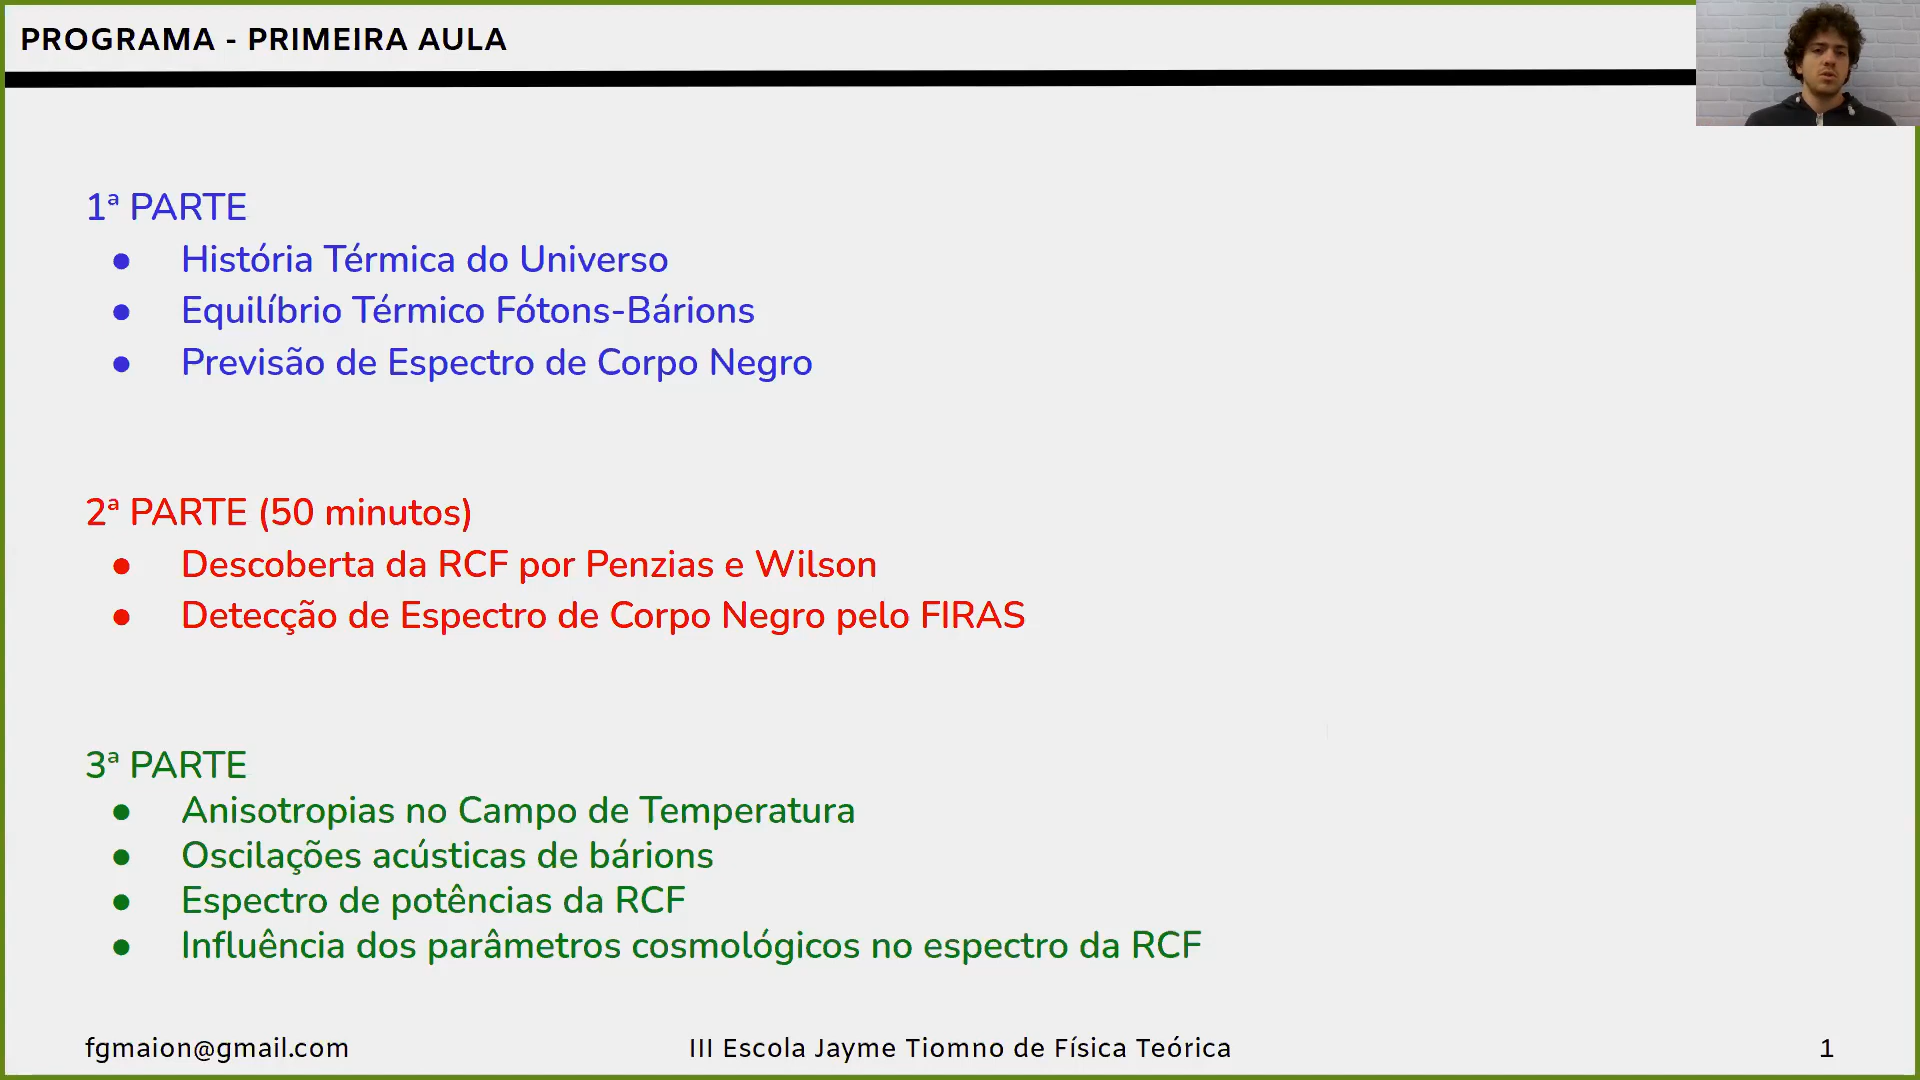 PROGRAMA - PRIMEIRA AULA
1ª PARTE
● História Térmica do Universo
● Equilíbrio Térmico Fótons-Bárions
● Previsão de Espectro de Corpo Negro
2ª PARTE (50 minutos)
● Descoberta da RCF por Penzias e Wilson
● Detecção de Espectro de Corpo Negro pelo FIRAS
3ª PARTE
● Anisotropias no Campo de Temperatura
● Oscilações acústicas de bárions
● Espectro de potências da RCF
● Influência dos parâmetros cosmológicos no espectro da RCF
fgmaion@gmail.com III Escola Jayme Tiomno de Física Teórica 1